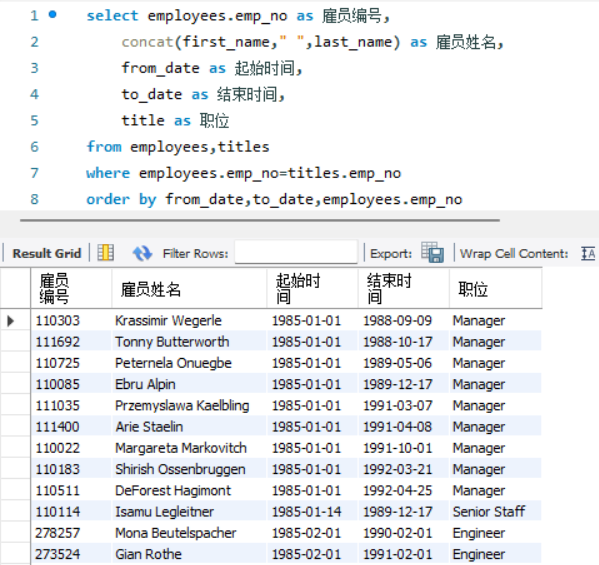 1 select employees.emp_no as 雇员编号,
2 concat(first_name," ",last_name) as 雇员姓名,
3 from_date as 起始时间,
4 to_date as 结束时间,
5 title as 职位
6 from employees,titles
7 where employees.emp_no=titles.emp_no
8 order by from_date,to_date,employees.emp_no
Result Grid Filter Rows: Export: Wrap Cell Content:
雇员编号 雇员姓名 起始时间 结束时间 职位
110303 Krassimir Wegerle 1985-01-01 1988-09-09 Manager
111692 Tonny Butterworth 1985-01-01 1988-10-17 Manager
110725 Peternela Onuegbe 1985-01-01 1989-05-06 Manager
110085 Ebru Alpin 1985-01-01 1989-12-17 Manager
111035 Przemyslawa Kaelbling 1985-01-01 1991-03-07 Manager
111400 Arie Staelin 1985-01-01 1991-04-08 Manager
110022 Margareta Markovitch 1985-01-01 1991-10-01 Manager
110183 Shirish Ossenbruggen 1985-01-01 1992-03-21 Manager
110511 DeForest Hagimont 1985-01-01 1992-04-25 Manager
110114 Isamu Legleitner 1985-01-14 1989-12-17 Senior Staff
278257 Mona Beutelspacher 1985-02-01 1990-02-01 Engineer
273524 Gian Rothe 1985-02-01 1991-02-01 Engineer